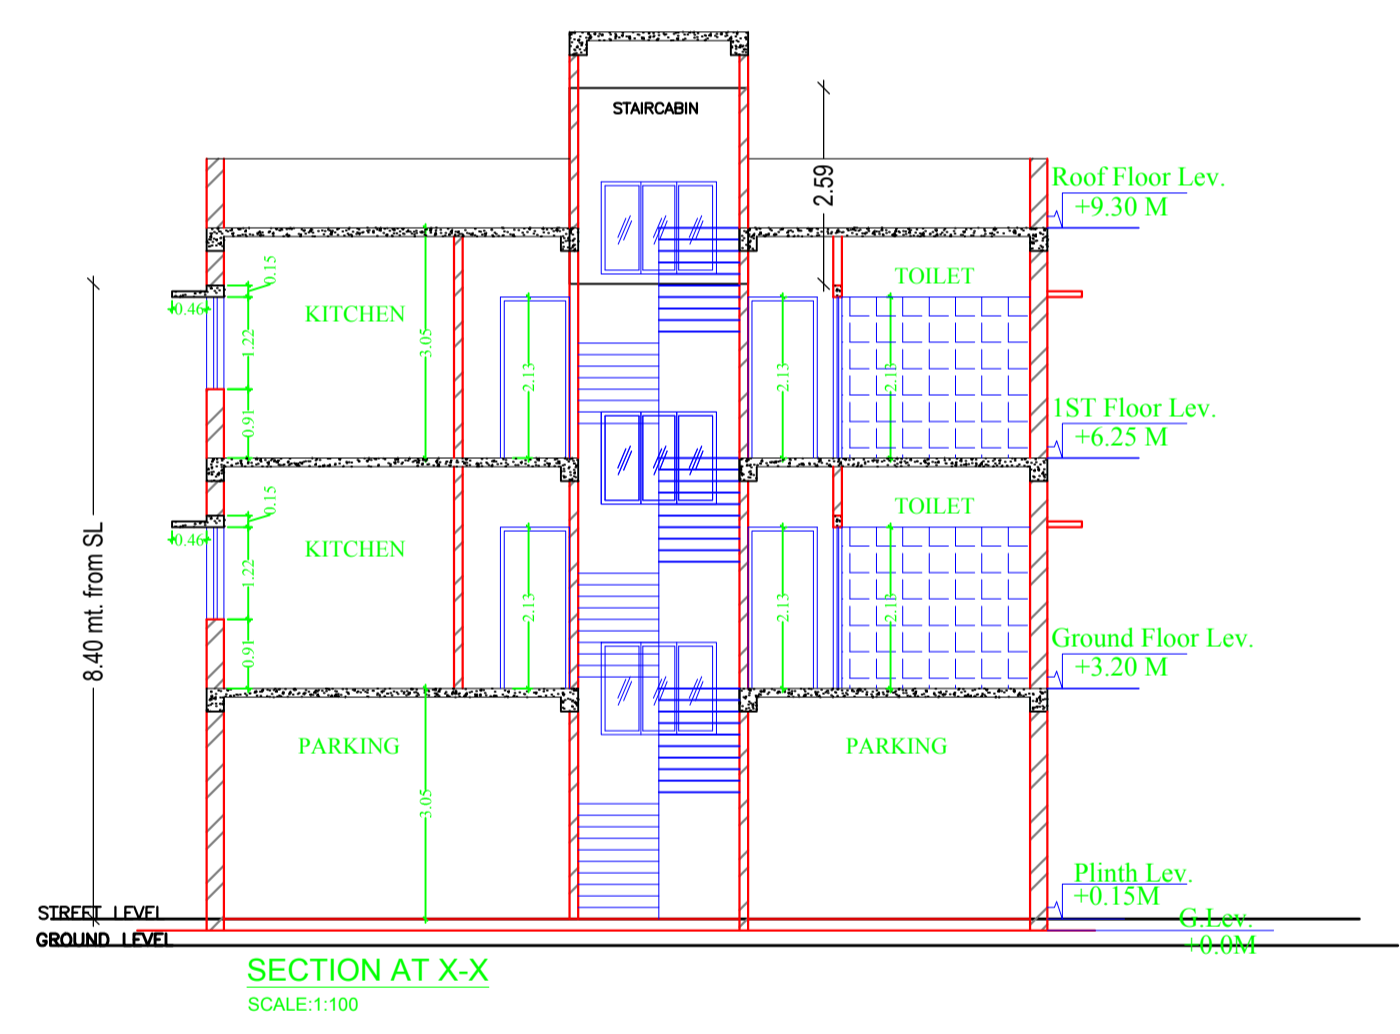 STAIRCABIN
2.59
Roof Floor Lev.
+9.30 M
0.15
TOILET
KITCHEN
0.46
1.22
3.05
2.13
2.13
2.13
0.91
1ST Floor Lev.
+6.25 M
0.15
TOILET
KITCHEN
0.46
1.22
2.13
2.13
2.13
0.91
8.40 mt. from SL
Ground Floor Lev.
+3.20 M
PARKING
PARKING
3.05
Plinth Lev.
+0.15M
STREET LEVEL
G.Lev.
+0.0M
GROUND LEVEL
SECTION AT X-X
SCALE:1:100